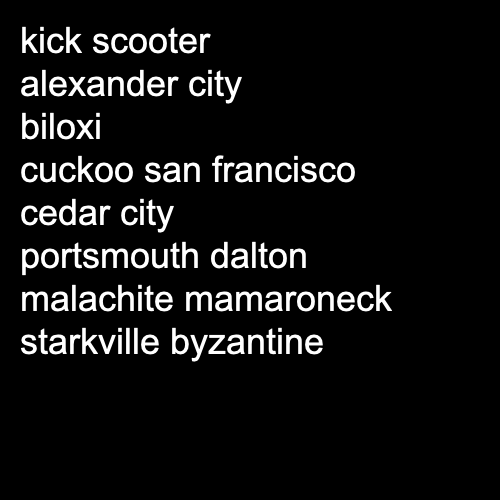 kick scooter
alexander city
biloxi
cuckoo san francisco
cedar city
portsmouth dalton
malachite mamaroneck
starkville byzantine